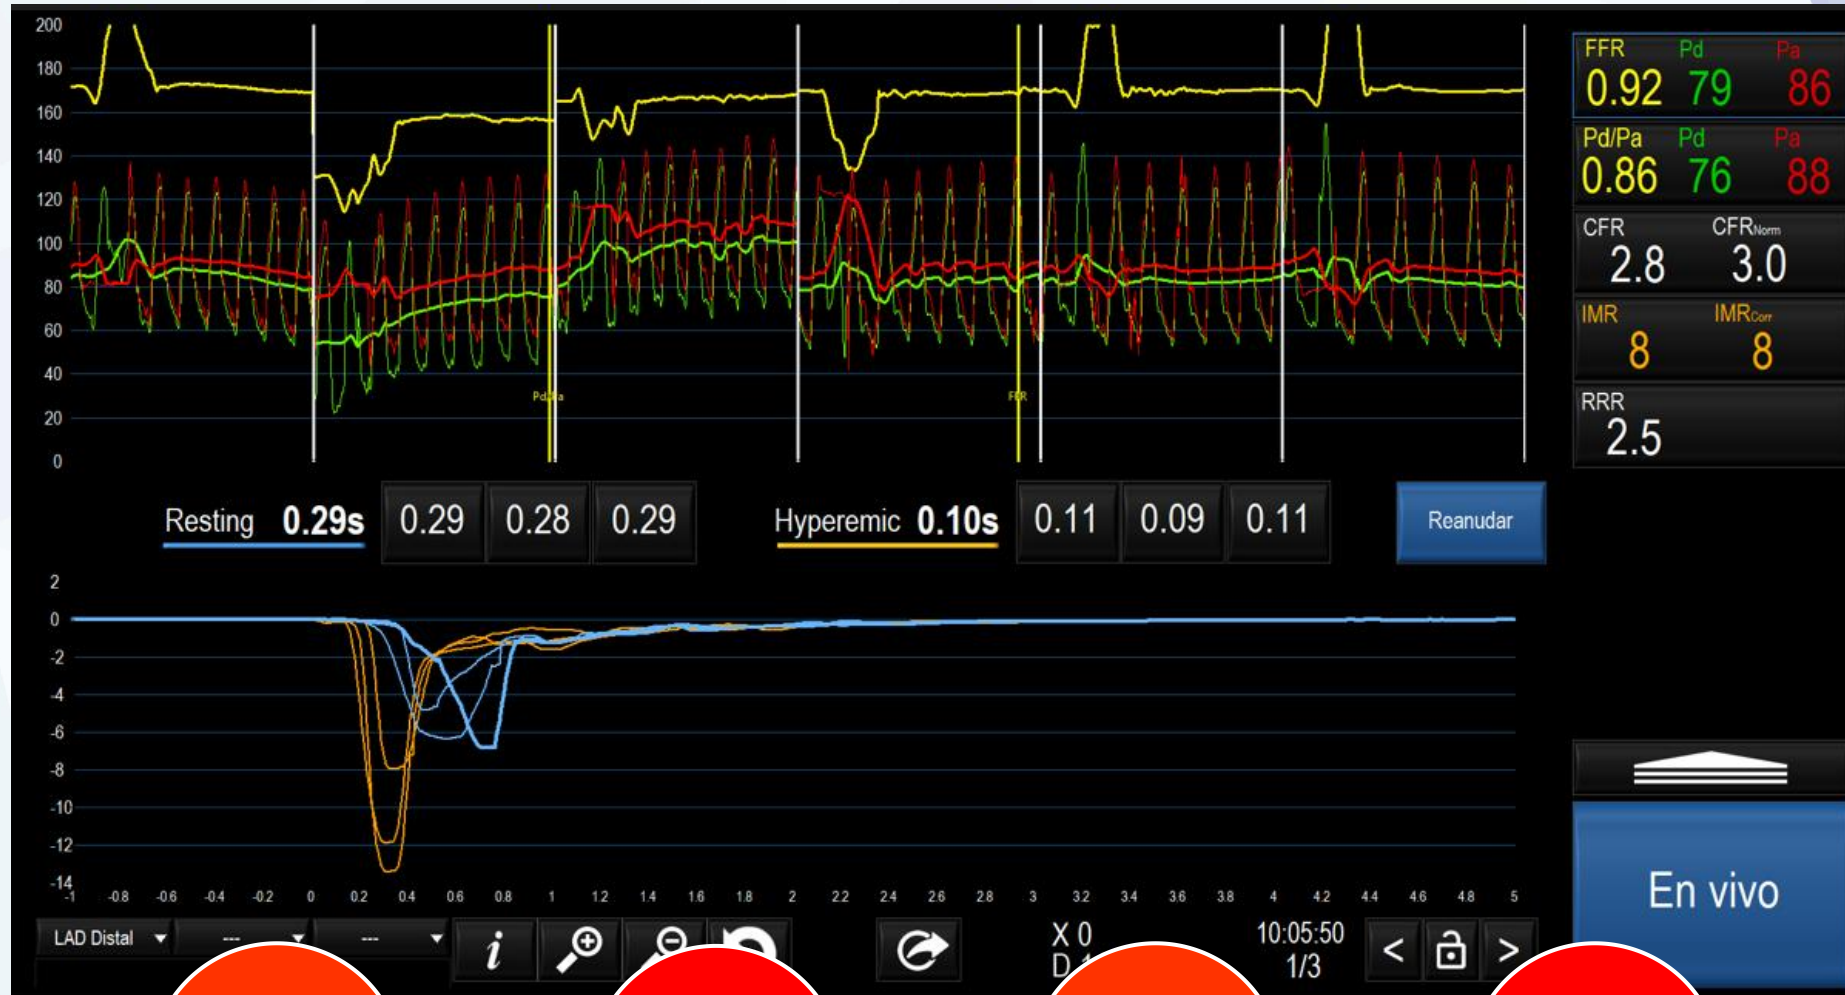 200
180
160
140
120
100
80
60
40
20
0
Pd/Pa
FFR
FFR Pd Pa
0.92 79 86
Pd/Pa Pd Pa
0.86 76 88
CFR CFRNorm
2.8 3.0
IMR IMRCorr
8 8
RRR
2.5
Resting 0.29s 0.29 0.28 0.29 Hyperemic 0.10s 0.11 0.09 0.11 Reanudar
2
0
-2
-4
-6
-8
-10
-12
-14
-1 -0.8 -0.6 -0.4 -0.2 0 0.2 0.4 0.6 0.8 1 1.2 1.4 1.6 1.8 2 2.2 2.4 2.6 2.8 3 3.2 3.4 3.6 3.8 4 4.2 4.4 4.6 4.8 5
En vivo
LAD Distal --- --- i X 0 10:05:50 < >
D 1/3